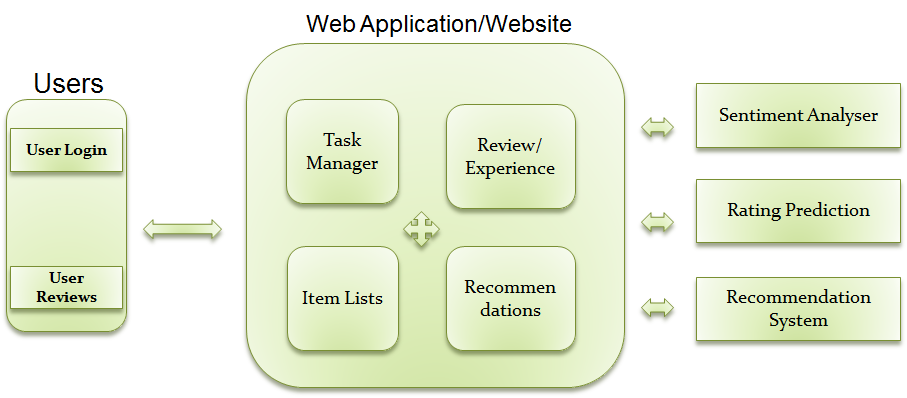 Web Application/Website
Users
User Login
User
Reviews
Task
Manager
Review/
Experience
Item Lists
Recommen
dations
Sentiment Analyser
Rating Prediction
Recommendation
System